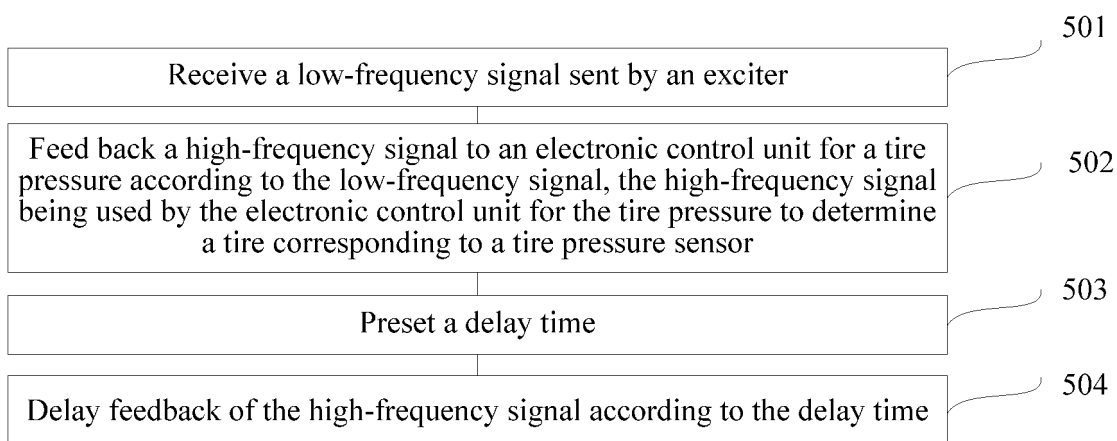 501
Receive a low-frequency signal sent by an exciter
Feed back a high-frequency signal to an electronic control unit for a tire
pressure according to the low-frequency signal, the high-frequency signal
being used by the electronic control unit for the tire pressure to determine
a tire corresponding to a tire pressure sensor
502
503
Preset a delay time
504
Delay feedback of the high-frequency signal according to the delay time